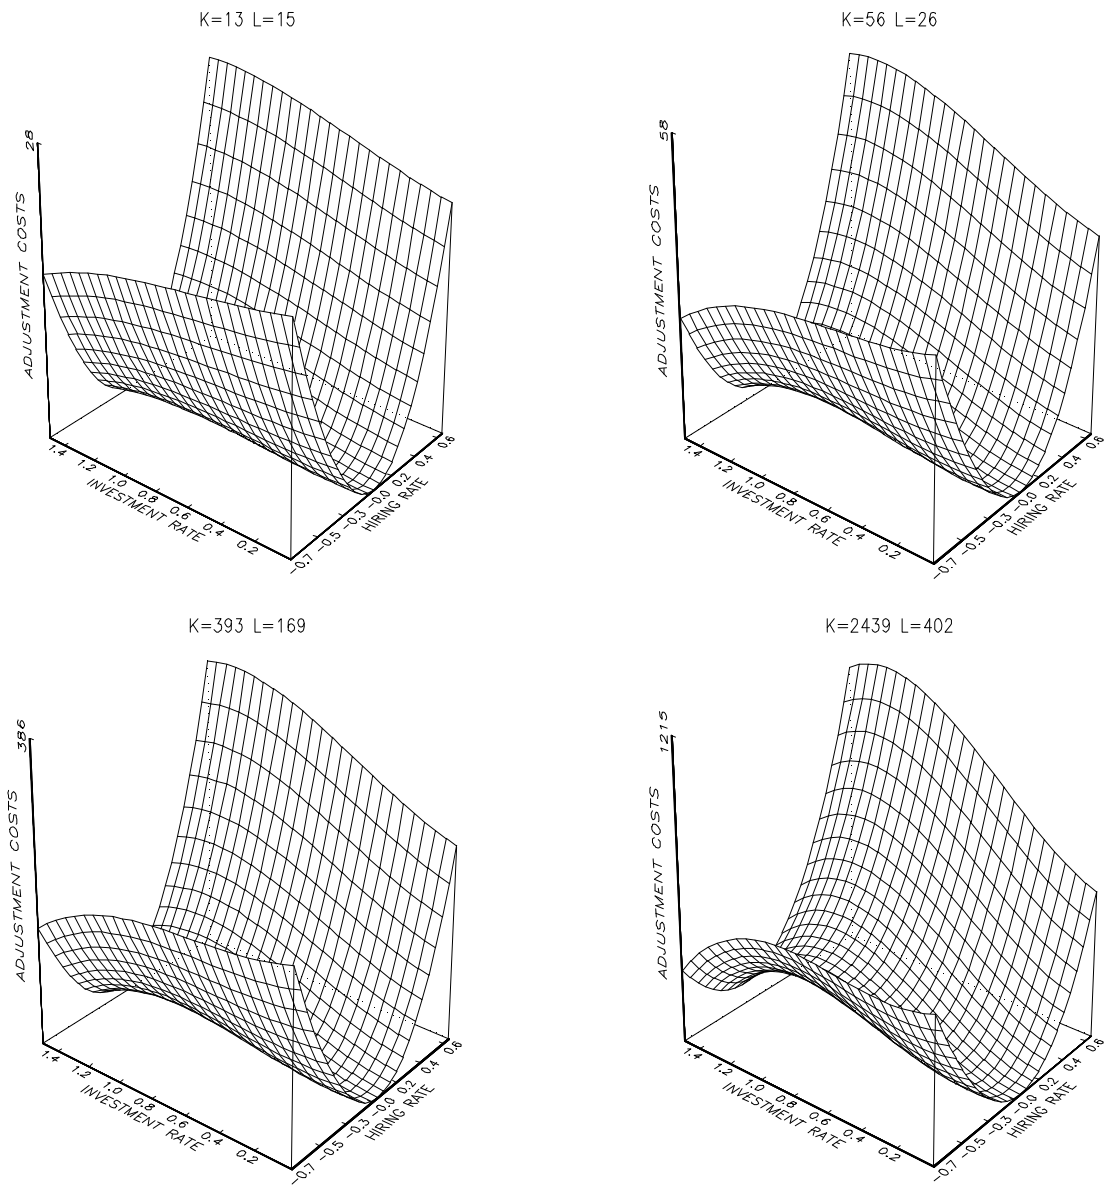 K=13 L=15
28
ADJUSTMENT COSTS
1.4 1.2 1.0 0.8 0.6 0.4 0.2
INVESTMENT RATE
-0.7 -0.5 -0.3 -0.0 0.2 0.4 0.6
HIRING RATE
K=56 L=26
58
ADJUSTMENT COSTS
1.4 1.2 1.0 0.8 0.6 0.4 0.2
INVESTMENT RATE
-0.7 -0.5 -0.3 -0.0 0.2 0.4 0.6
HIRING RATE
K=393 L=169
386
ADJUSTMENT COSTS
1.4 1.2 1.0 0.8 0.6 0.4 0.2
INVESTMENT RATE
-0.7 -0.5 -0.3 -0.0 0.2 0.4 0.6
HIRING RATE
K=2439 L=402
1215
ADJUSTMENT COSTS
1.4 1.2 1.0 0.8 0.6 0.4 0.2
INVESTMENT RATE
-0.7 -0.5 -0.3 -0.0 0.2 0.4 0.6
HIRING RATE